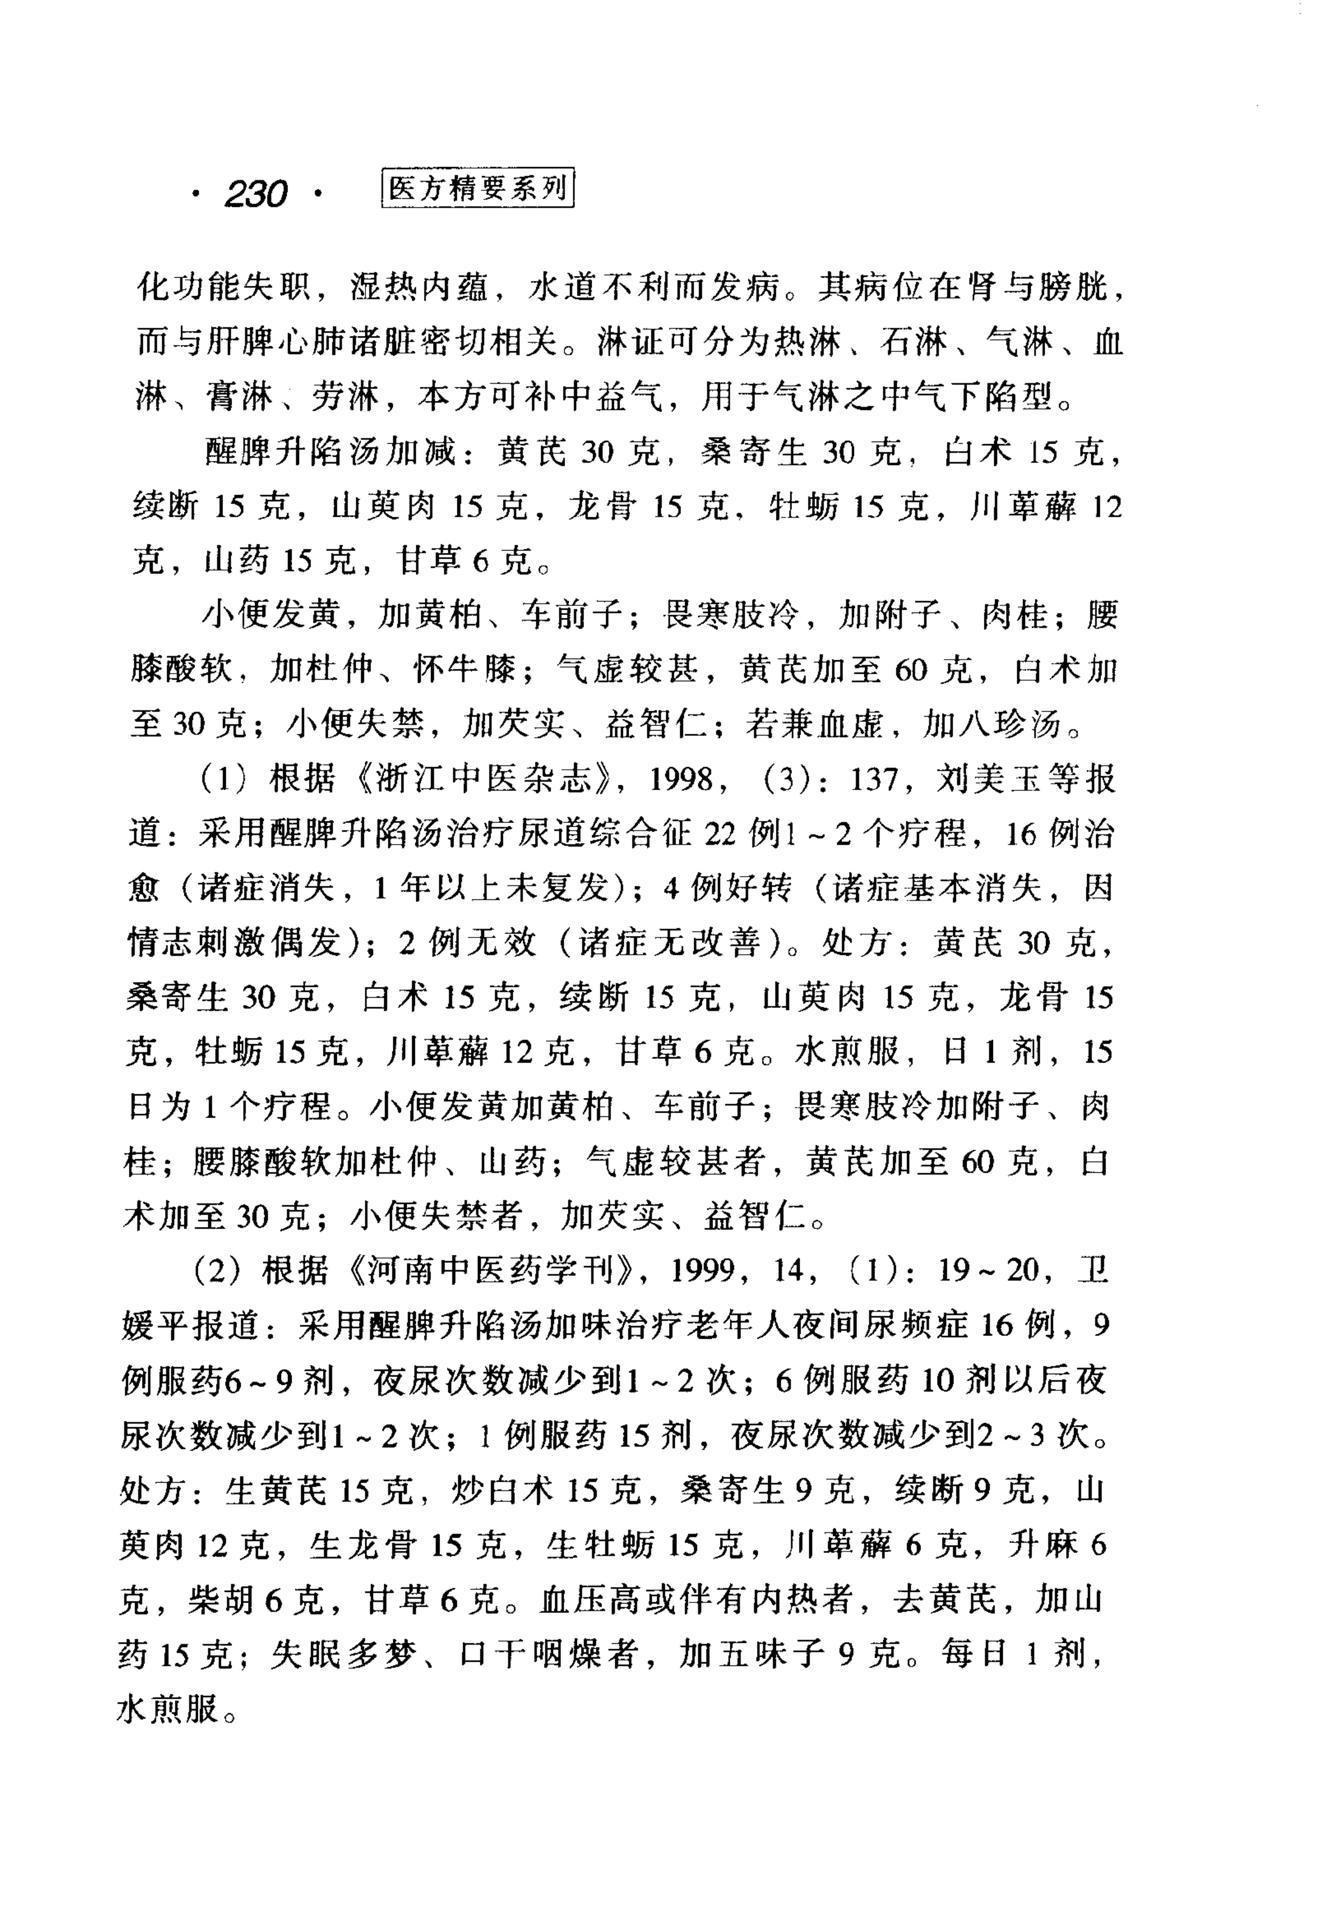 · 230 · 医方精要系列
化功能失职，湿热内蕴，水道不利而发病。其病位在肾与膀胱，
而与肝脾心肺诸脏密切相关。淋证可分为热淋、石淋、气淋、血
淋、膏淋、劳淋，本方可补中益气，用于气淋之中气下陷型。
醒脾升陷汤加减：黄芪 30 克，桑寄生 30 克，白术 15 克，
续断 15 克，山萸肉 15 克，龙骨 15 克，牡蛎 15 克，川萆薢 12
克，山药 15 克，甘草 6 克。
小便发黄，加黄柏、车前子；畏寒肢冷，加附子、肉桂；腰
膝酸软，加杜仲、怀牛膝；气虚较甚，黄芪加至 60 克，白术加
至 30 克；小便失禁，加芡实、益智仁；若兼血虚，加八珍汤。
（1）根据《浙江中医杂志》，1998，（3）：137，刘美玉等报
道：采用醒脾升陷汤治疗尿道综合征 22 例1～2 个疗程，16 例治
愈（诸症消失，1 年以上未复发）；4 例好转（诸症基本消失，因
情志刺激偶发）；2 例无效（诸症无改善）。处方：黄芪 30 克，
桑寄生 30 克，白术 15 克，续断 15 克，山萸肉 15 克，龙骨 15
克，牡蛎 15 克，川萆薢 12 克，甘草 6 克。水煎服，日 1 剂，15
日为 1 个疗程。小便发黄加黄柏、车前子；畏寒肢冷加附子、肉
桂；腰膝酸软加杜仲、山药；气虚较甚者，黄芪加至 60 克，白
术加至 30 克；小便失禁者，加芡实、益智仁。
（2）根据《河南中医药学刊》，1999，14，（1）：19～20，卫
媛平报道：采用醒脾升陷汤加味治疗老年人夜间尿频症 16 例，9
例服药6～9 剂，夜尿次数减少到1～2 次；6 例服药 10 剂以后夜
尿次数减少到1～2 次；1 例服药 15 剂，夜尿次数减少到2～3 次。
处方：生黄芪 15 克，炒白术 15 克，桑寄生 9 克，续断 9 克，山
萸肉 12 克，生龙骨 15 克，生牡蛎 15 克，川萆薢 6 克，升麻 6
克，柴胡 6 克，甘草 6 克。血压高或伴有内热者，去黄芪，加山
药 15 克；失眠多梦、口干咽燥者，加五味子 9 克。每日 1 剂，
水煎服。